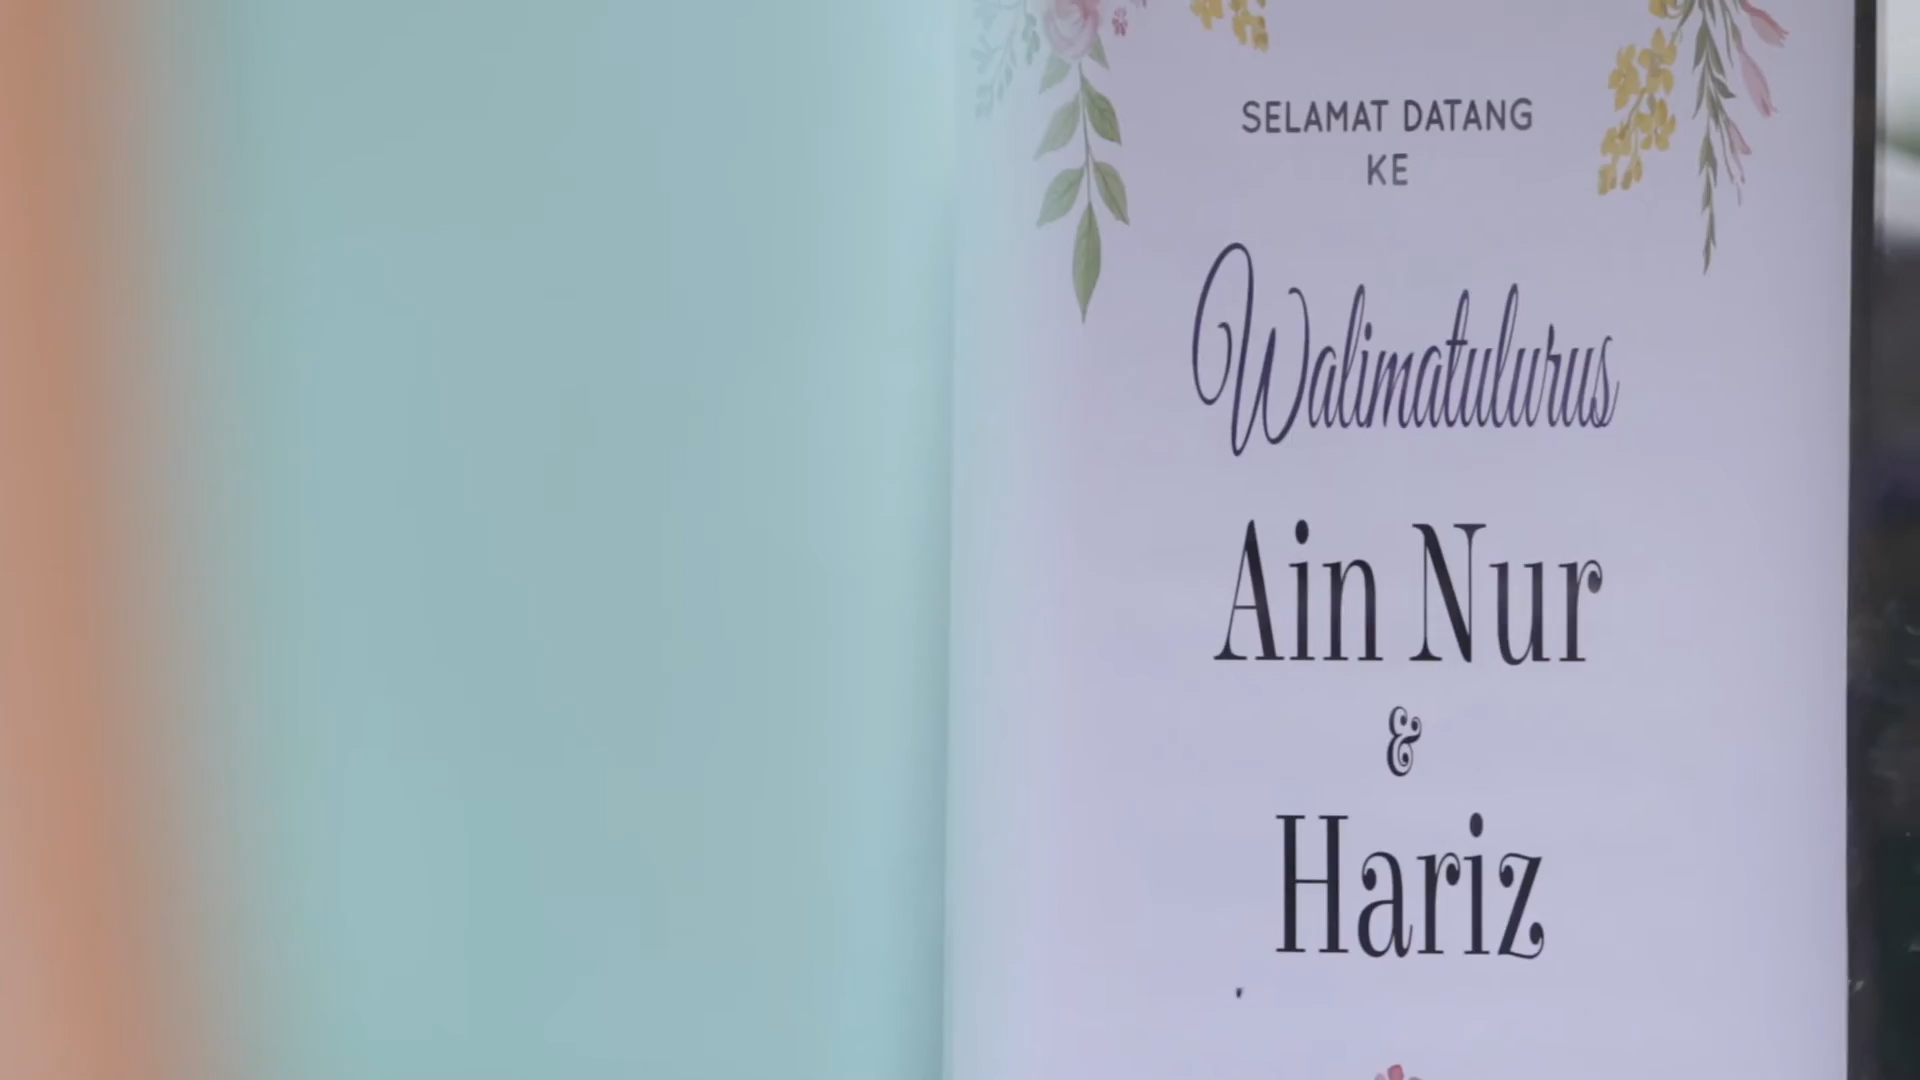 SELAMAT DATANG
KE
Walimatulurus
Ain Nur
&
Hariz